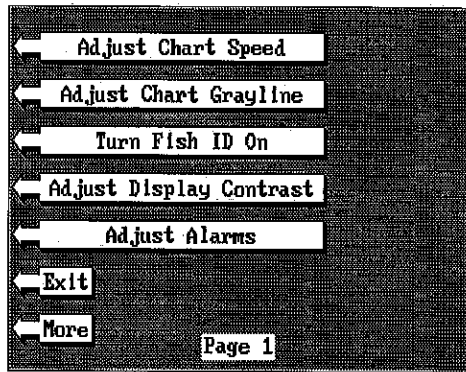 Adjust Chart Speed
Adjust Chart Grayline
Turn Fish ID On
Adjust Display Contrast
Adjust Alarms
Exit
More
Page 1